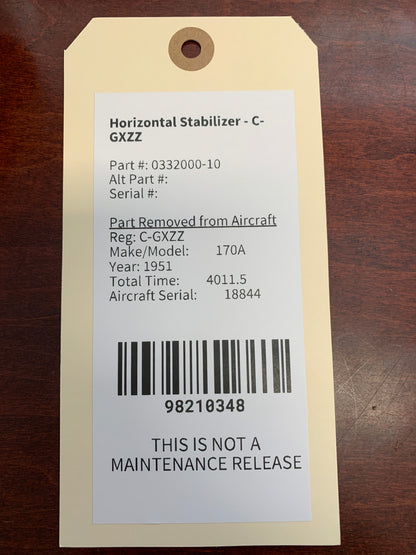 Horizontal Stabilizer - C-
GXZZ
Part #: 0332000-10
Alt Part #:
Serial #:
Part Removed from Aircraft
Reg: C-GXZZ
Make/Model: 170A
Year: 1951
Total Time: 4011.5
Aircraft Serial: 18844
98210348
THIS IS NOT A
MAINTENANCE RELEASE